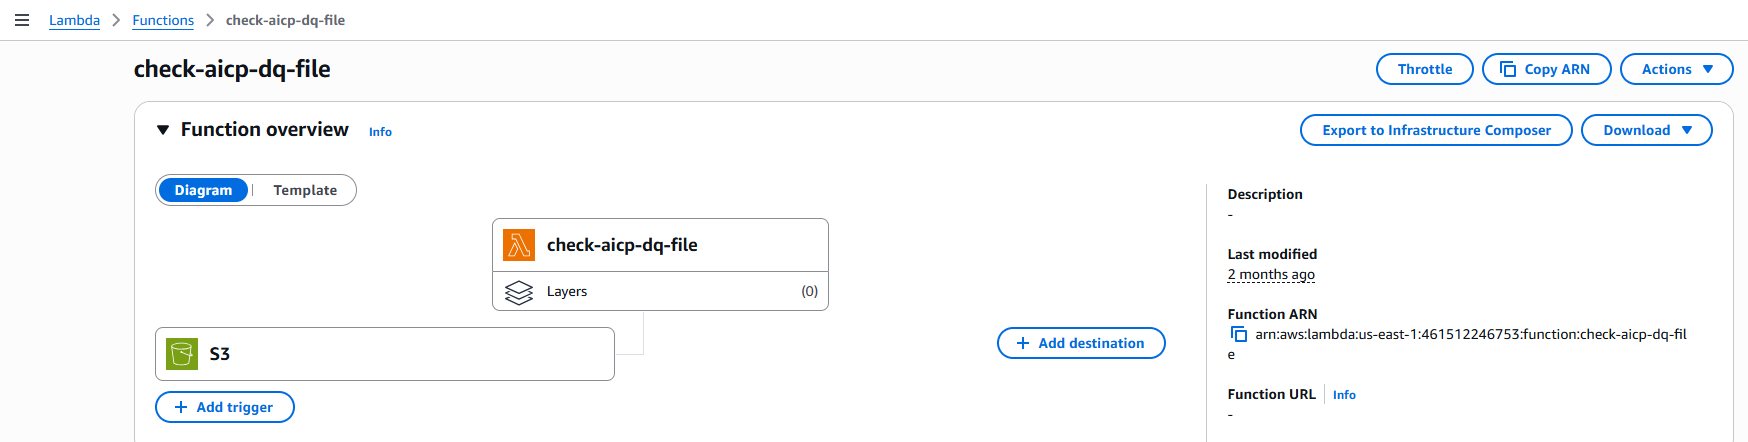 Lambda > Functions > check-aicp-dq-file
check-aicp-dq-file
Throttle
Copy ARN
Actions
Function overview Info
Export to Infrastructure Composer
Download
Diagram | Template
check-aicp-dq-file
Layers (0)
S3
+ Add trigger
+ Add destination
Description
-
Last modified
2 months ago
Function ARN
arn:aws:lambda:us-east-1:461512246753:function:check-aicp-dq-fil
e
Function URL | Info
-